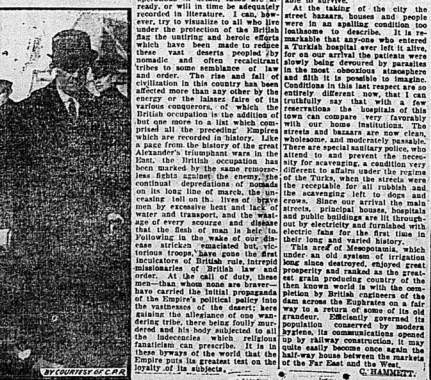 ready, or will in time be adequately
recorded in literature. I can, how-
ever, try to visualize to all who live
under the protection of the British
flag the untiring and heroic efforts
which have been made to reduce
these vast deserts peopled by
nomadic and often recalcitrant
tribes to some semblance of law
and order. The rise and fall of
civilization in this country has been
affected more than any other by the
energy or the laissez faire of its
various conquerors, of which the
British occupation is the addition of
but one more to a list which com-
prised all the preceding Empires
which are recorded in history. Like
a page from the history of the great
Alexander's triumphant wars in the
East, the British occupation has
been marked by the same remorse-
less fights against the enemy, the
continual depredations of nomads
on its long line of march, the un-
ceasing tell on the lives of brave
men by excessive heat and lack of
water and transport, and the wast-
age of every scourge and disease
that the flesh of man is heir to.
Following in the wake of our dis-
ease stricken emaciated but vic-
torious troops, have gone the first
inculcators of British rule, intrepid
missionaries of British law and
order. At the call of duty, these
men—than whom none are braver—
have carried the initial propaganda
of the Empire's political policy into
the vastnesses of the desert; here
gaining the allegiance of one wan-
dering tribe, there being foully mur-
dered and his body subjected to all
the indecencies which religious
fanaticism can prescribe. It is in
these byways of the world that the
Empire puts its greatest test on the
loyalty of its subjects.
able to survive.
At the taking of the city the
street bazaars, houses and people
were in an appalling condition too
loathsome to describe. It is re-
markable that any-one who entered
a Turkish hospital ever left it alive,
for on our arrival the patients were
slowly being devoured by parasites
in the most obnoxious atmosphere
and filth it is possible to imagine.
Conditions in this last respect are so
entirely different now, that I can
truthfully say that with a few
reservations the hospitals of this
town can compare very favorably
with our home institutions. The
streets and bazaars are now clean,
wholesome, and moderately passable.
There are special sanitary police, who
attend to and prevent the neces-
sity for scavenging, a condition very
different to affairs under the regime
of the Turks, when the streets were
the receptable for all rubbish and
the scavenging left to dogs and
crows. Since our arrival the main
streets, principal houses, hospitals
and public buildings are lit through-
out by electricity and furnished with
electric fans for the first time in
their long and varied history.
This area of Mesopotamia, which
under an old system of irrigation
long since destroyed, enjoyed great
prosperity and ranked as the great-
est grain producing country of the
then known world is with the com-
pletion by British engineers of the
dam across the Euphrates on a fair
way to a return of some of its old
grandeur. Efficiently governed its
population conserved by modern
hygiene, its communications opened
up by railway construction, it may
quite easily become once again the
half-way house between the markets
of the Far East and the West.
G. HAMMETT.
BY COURTESY OF C.P.R.